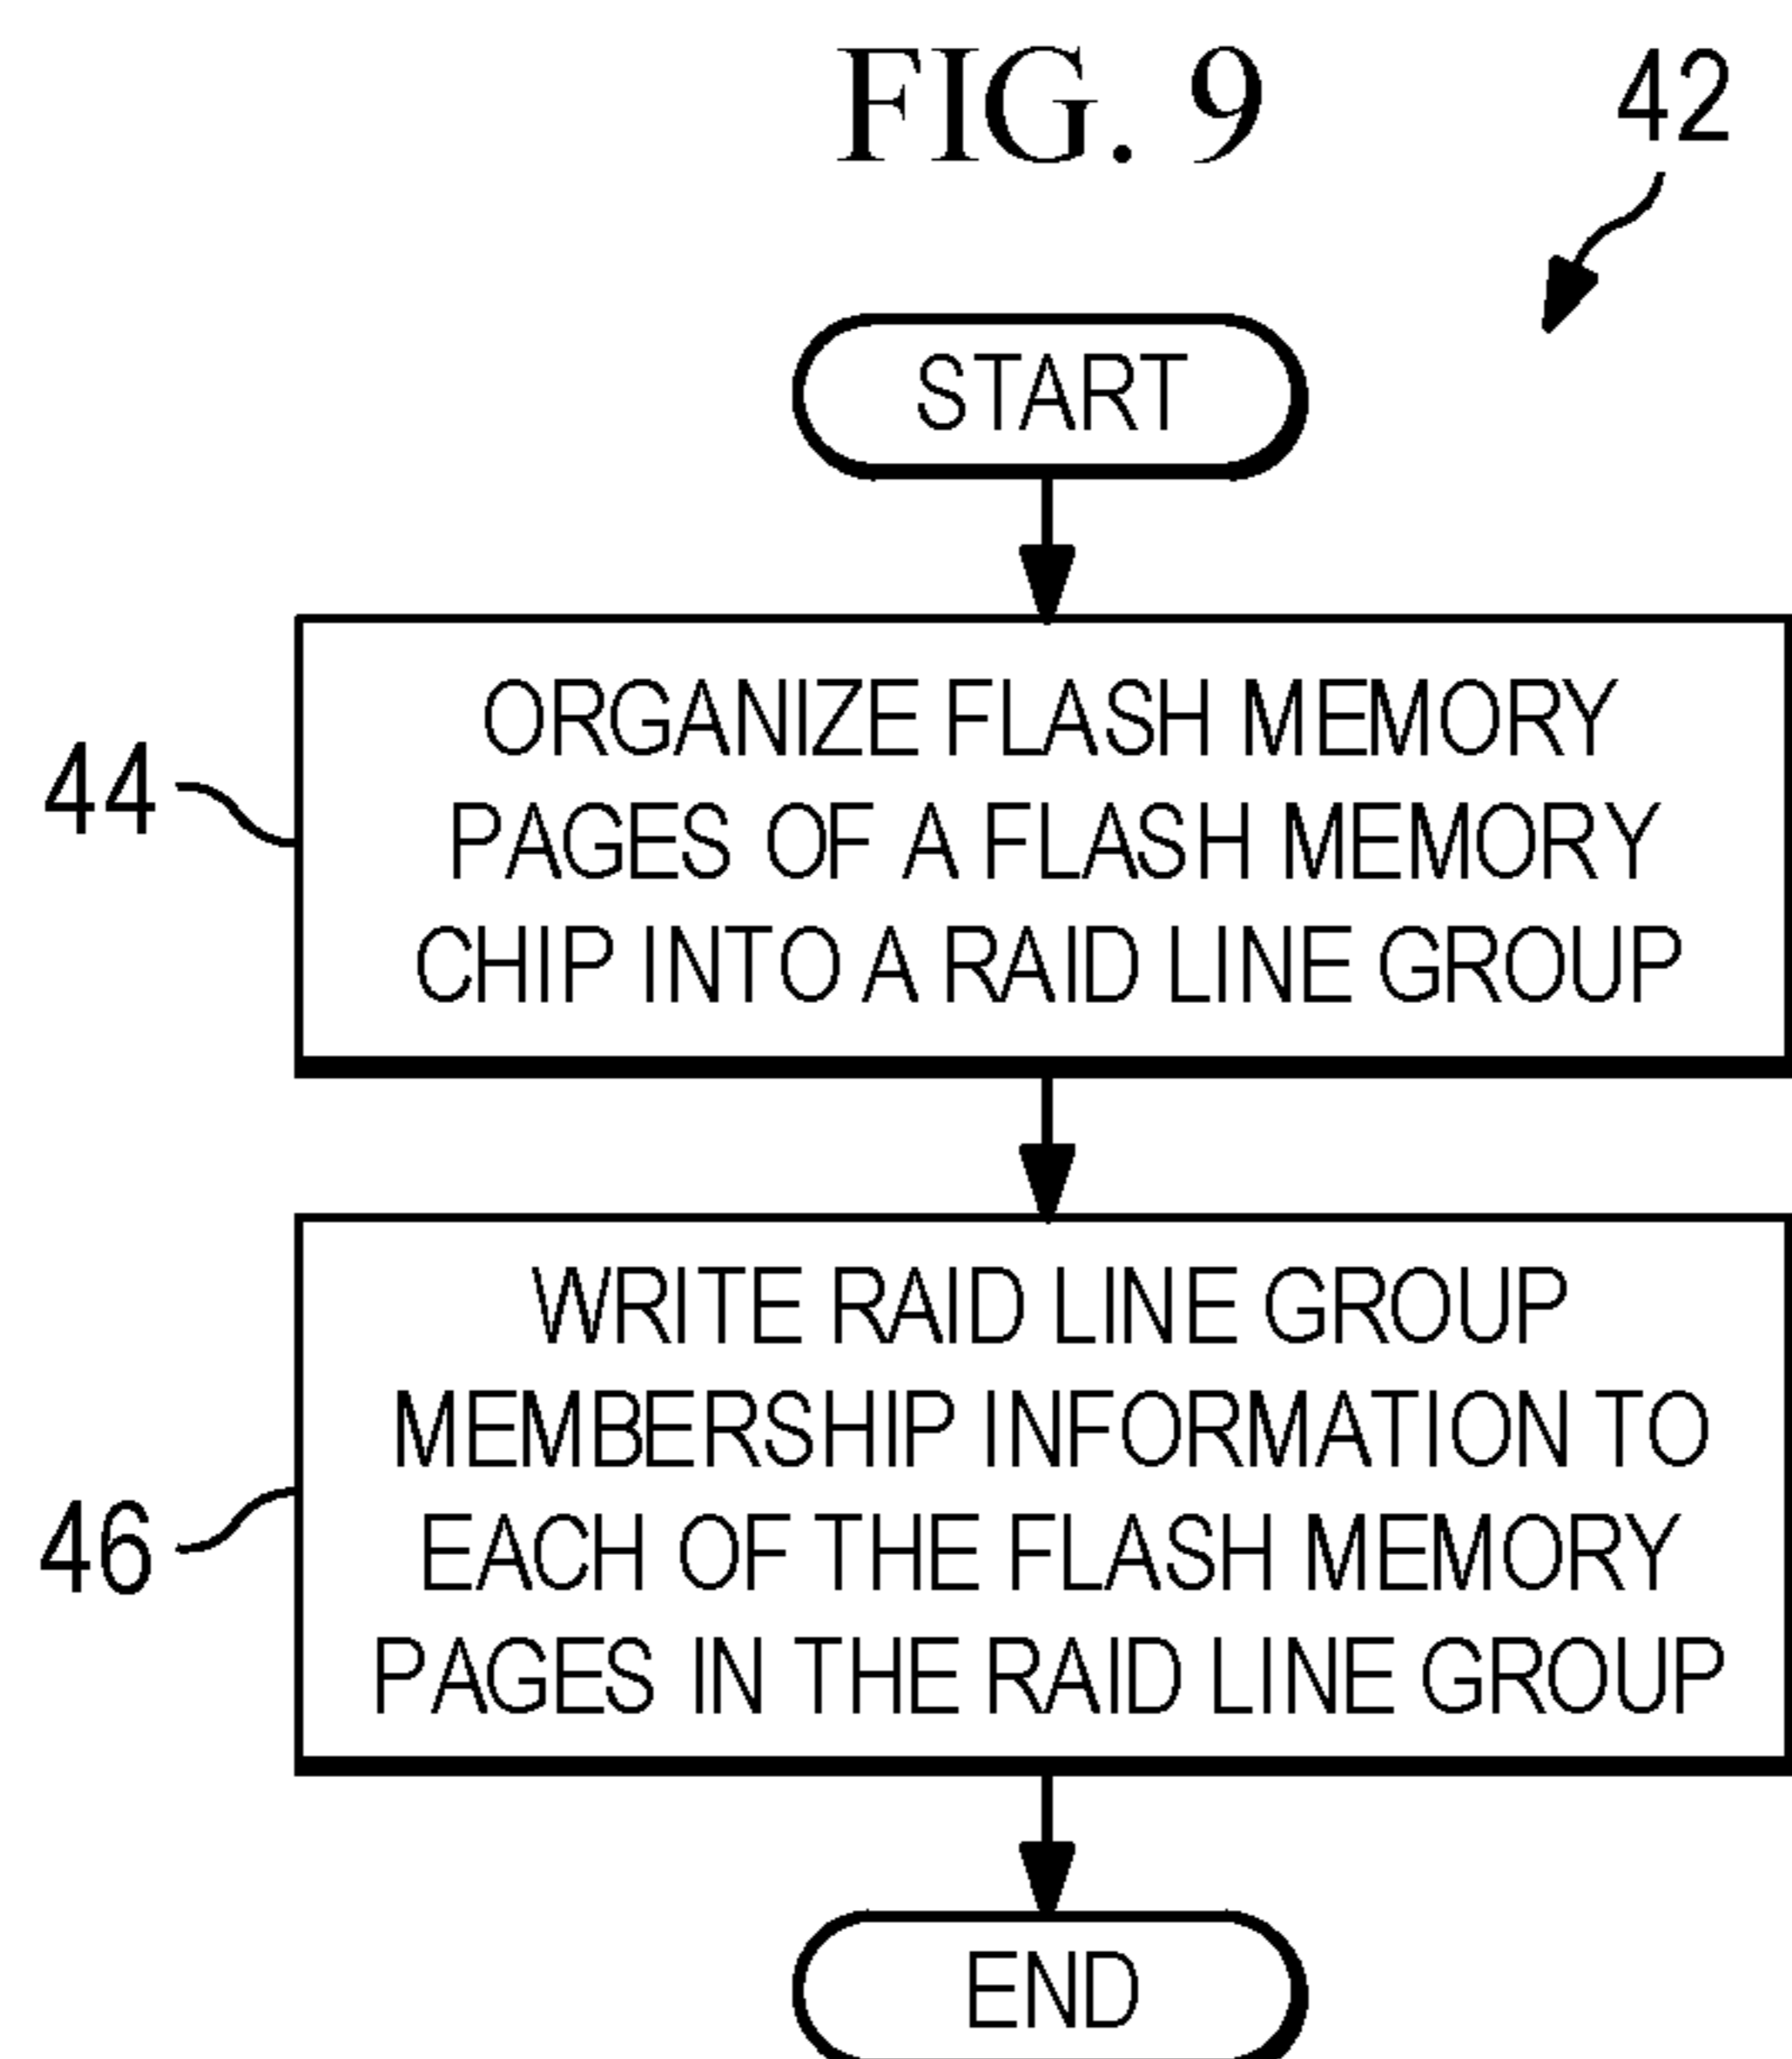 FIG. 9
42
START
44
ORGANIZE FLASH MEMORY
PAGES OF A FLASH MEMORY
CHIP INTO A RAID LINE GROUP
46
WRITE RAID LINE GROUP
MEMBERSHIP INFORMATION TO
EACH OF THE FLASH MEMORY
PAGES IN THE RAID LINE GROUP
END